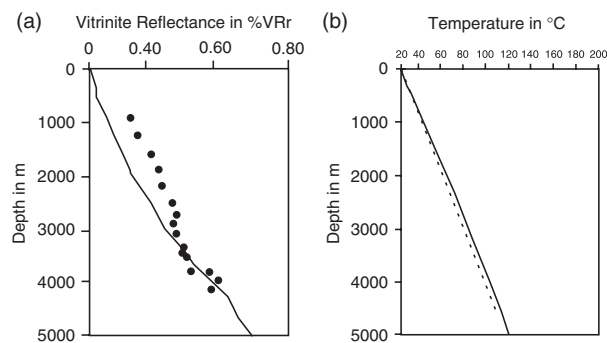 (a) Vitrinite Reflectance in %VRr
0 0.40 0.60 0.80
0
1000
2000
3000
4000
5000
Depth in m
(b) Temperature in °C
20 40 60 80 100 120 140 160 180 200
0
1000
2000
3000
4000
5000
Depth in m